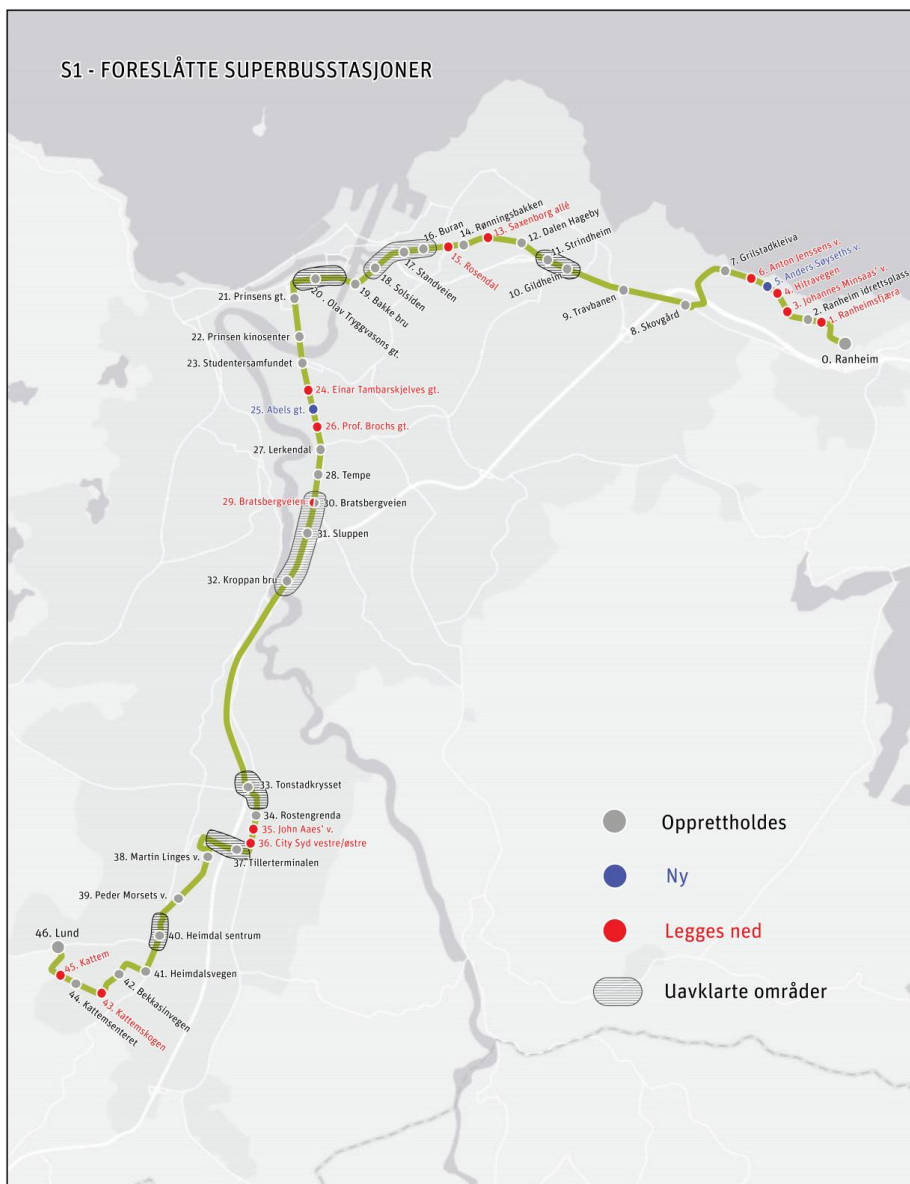 S1 - FORESLÅTTE SUPERBUSSTASJONER
0. Ranheim
1. Ranheimsfjæra
2. Ranheim idrettsplass
3. Johannes Minsaas' v.
4. Hitravegen
5. Anders Søyseths v.
6. Anton Jenssens v.
7. Grilstadkleiva
8. Skovgård
9. Travbanen
10. Gildheim
11. Strindheim
12. Dalen Hageby
13. Saxenborg allé
14. Rønningsbakken
15. Rosendal
16. Buran
17. Standveien
18. Solsiden
19. Bakke bru
20. Olav Tryggvasons gt.
21. Prinsens gt.
22. Prinsen kinosenter
23. Studentersamfundet
24. Einar Tambarskjelves gt.
25. Abels gt.
26. Prof. Brochs gt.
27. Lerkendal
28. Tempe
29. Bratsbergveien
30. Bratsbergveien
31. Sluppen
32. Kroppan bru
33. Tonstadkrysset
34. Rostengrenda
35. John Aaes' v.
36. City Syd vestre/østre
37. Tillerterminalen
38. Martin Linges v.
39. Peder Morsets v.
40. Heimdal sentrum
41. Heimdalsvegen
42. Bekkasinvegen
43. Kattemskogen
44. Kattemsenteret
45. Kattem
46. Lund
Opprettholdes
Ny
Legges ned
Uavklarte områder